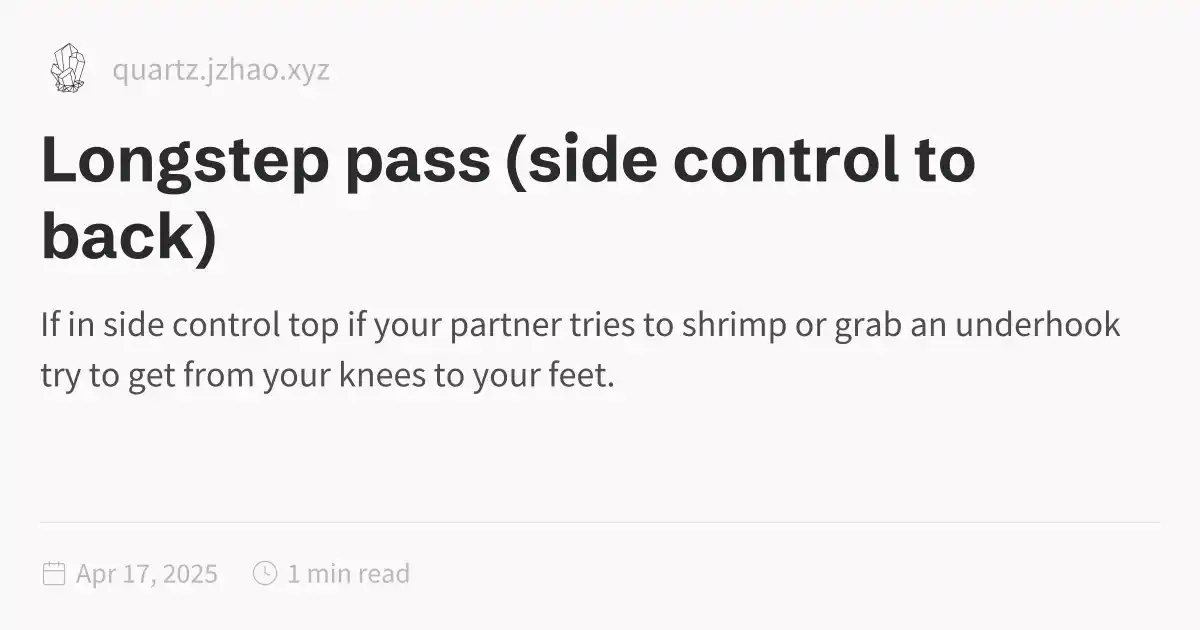 quartz.jzhao.xyz
Longstep pass (side control to
back)
If in side control top if your partner tries to shrimp or grab an underhook
try to get from your knees to your feet.
Apr 17, 2025 1 min read